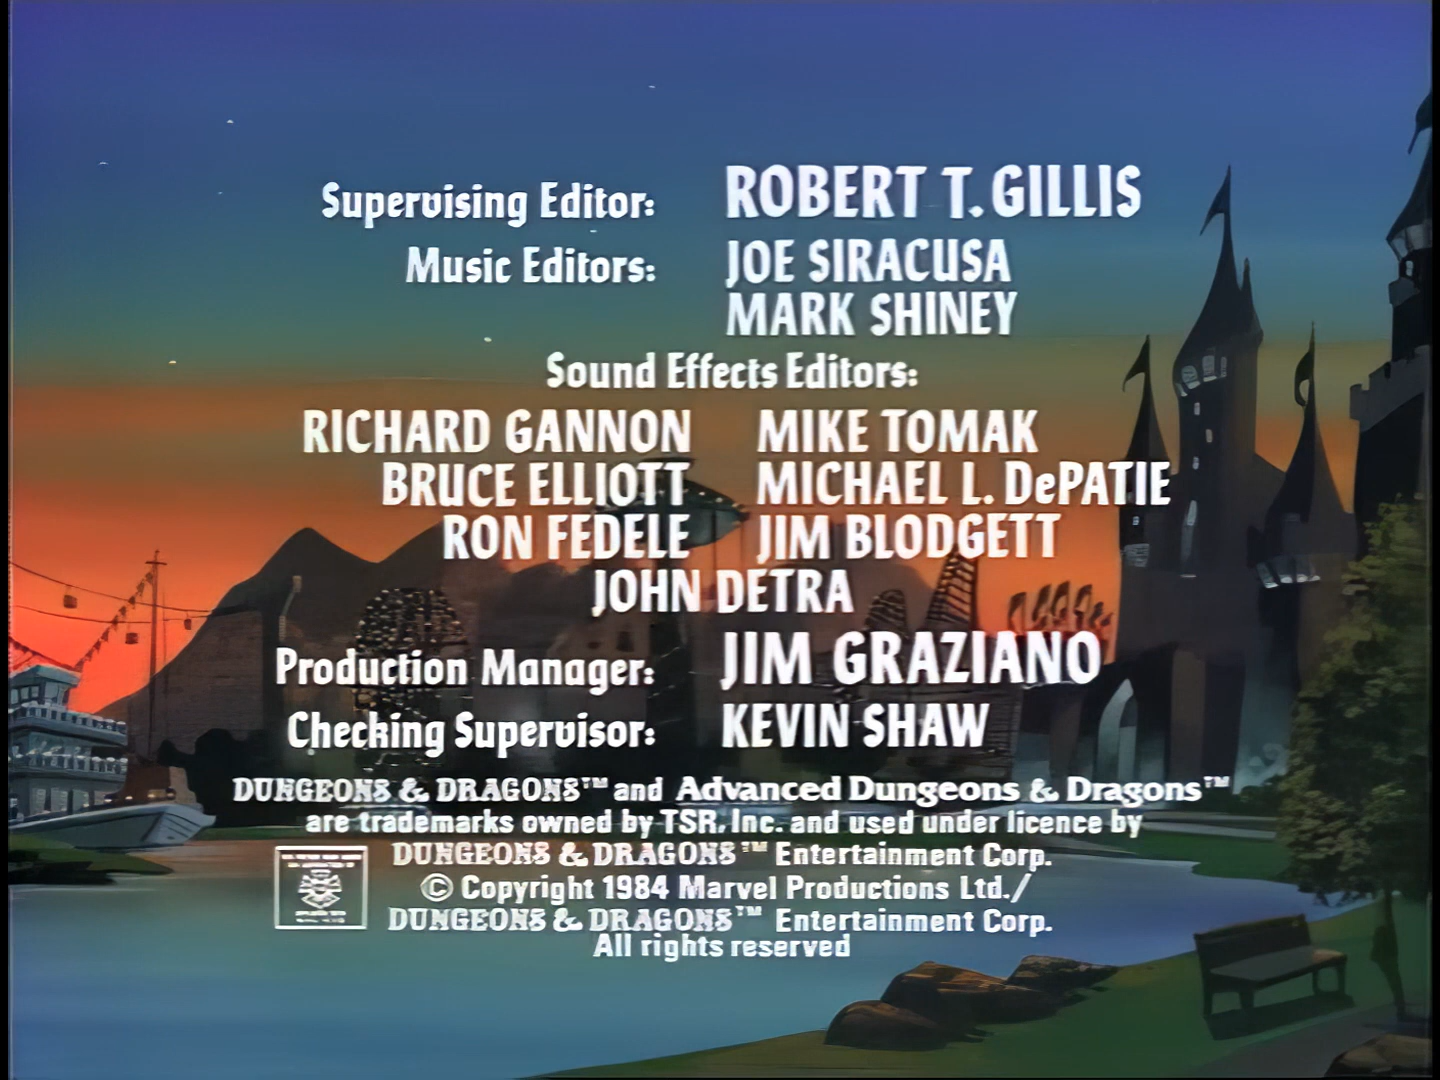 Supervising Editor: ROBERT T. GILLIS
Music Editors: JOE SIRACUSA
MARK SHINEY
Sound Effects Editors:
RICHARD GANNON MIKE TOMAK
BRUCE ELLIOTT MICHAEL L. DePATIE
RON FEDELE JIM BLODGETT
JOHN DETRA
Production Manager: JIM GRAZIANO
Checking Supervisor: KEVIN SHAW
DUNGEONS & DRAGONS™ and Advanced Dungeons & Dragons™
are trademarks owned by TSR, Inc. and used under licence by
DUNGEONS & DRAGONS™ Entertainment Corp.
© Copyright 1984 Marvel Productions Ltd./
DUNGEONS & DRAGONS™ Entertainment Corp.
All rights reserved